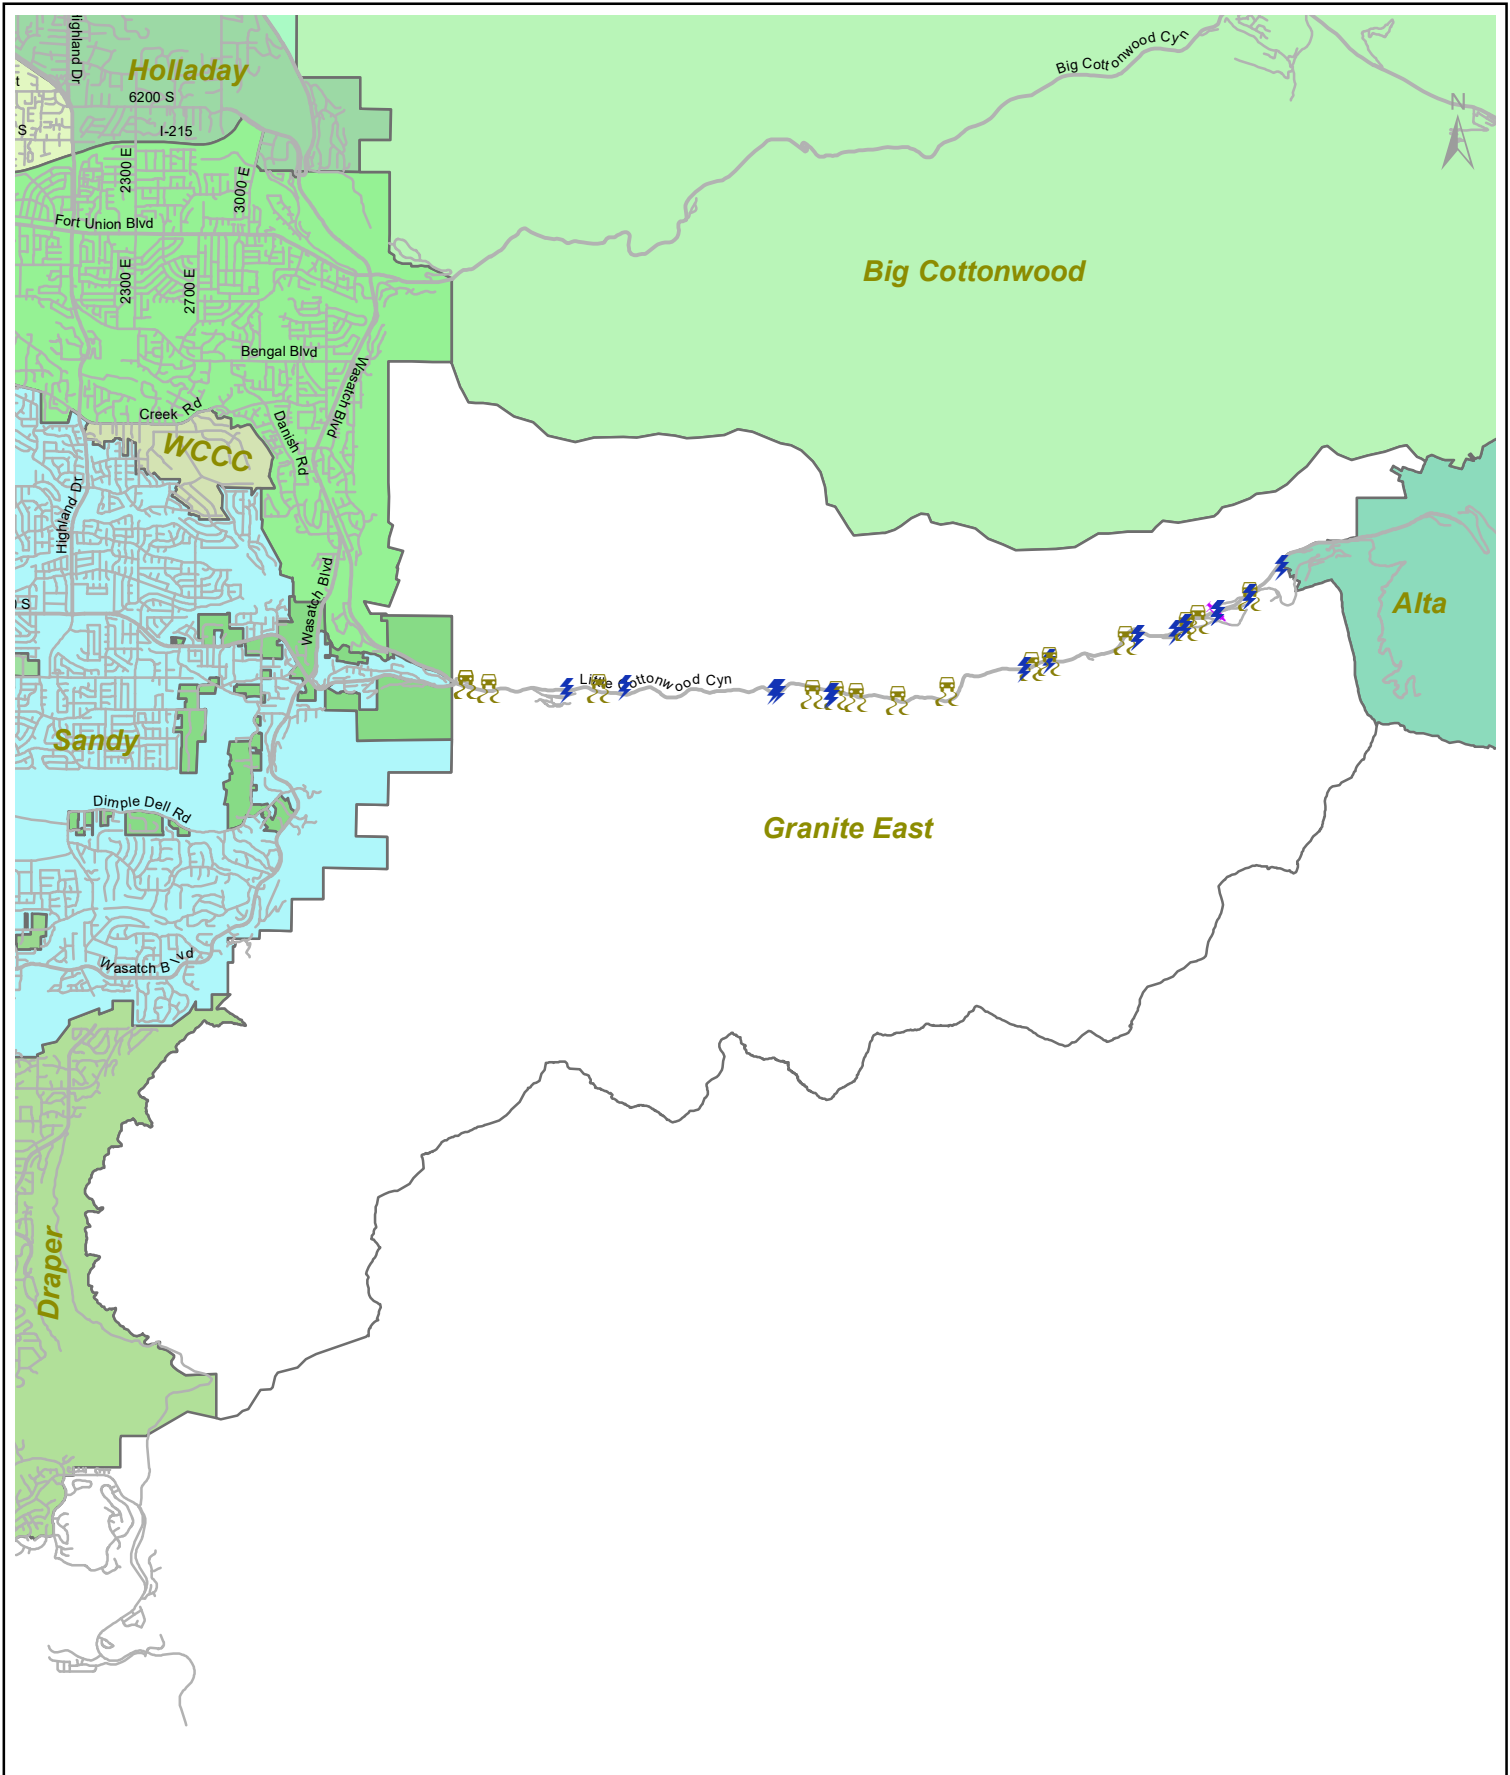 Highland Dr
Holladay
Big Cottonwood Cyn
t
6200 S
N
S
I-215
2300 E
3000 E
Fort Union Blvd
2300 E
2700 E
Big Cottonwood
Bengal Blvd
Wasatch Blvd
Creek Rd
Danish Rd
WCCC
Highland Dr
Wasatch Blvd
S
Alta
Little Cottonwood Cyn
Sandy
Dimple Dell Rd
Granite East
Wasatch Blvd
Draper